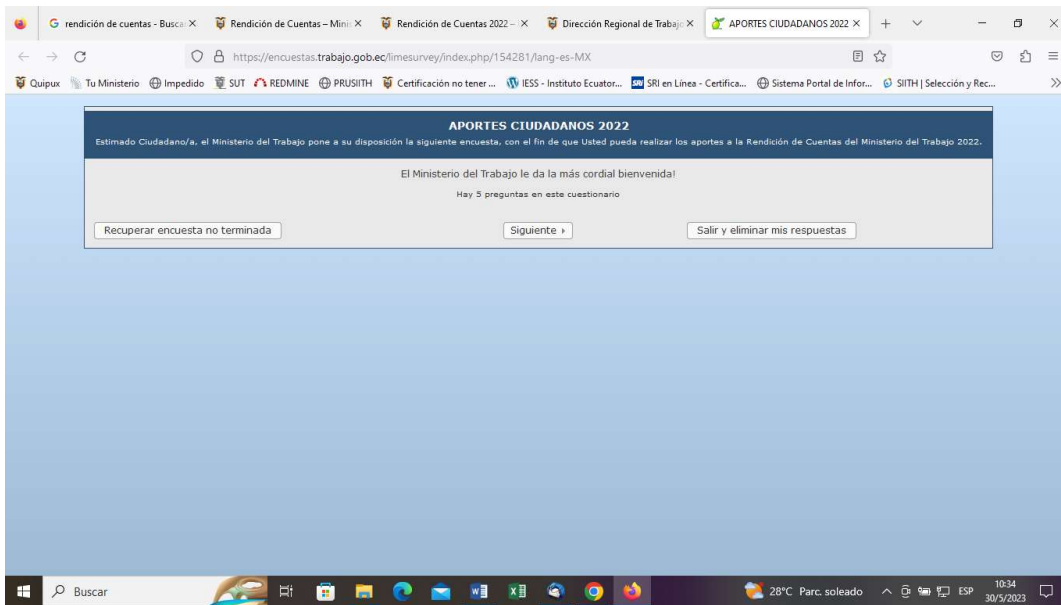 rendición de cuentas - Busca
Rendición de Cuentas – Mini
Rendición de Cuentas 2022 –
Dirección Regional de Trabajo
APORTES CIUDADANOS 2022
https://encuestas.trabajo.gob.ec/limesurvey/index.php/154281/lang-es-MX
Quipux Tu Ministerio Impedido SUT REDMINE PRUSIITH Certificación no tener ... IESS - Instituto Ecuator... SRI SRI en Línea - Certifica... Sistema Portal de Infor... SIITH | Selección y Rec...
APORTES CIUDADANOS 2022
Estimado Ciudadano/a, el Ministerio del Trabajo pone a su disposición la siguiente encuesta, con el fin de que Usted pueda realizar los aportes a la Rendición de Cuentas del Ministerio del Trabajo 2022.
El Ministerio del Trabajo le da la más cordial bienvenida!
Hay 5 preguntas en este cuestionario
Recuperar encuesta no terminada
Siguiente
Salir y eliminar mis respuestas
Buscar
28°C Parc. soleado
ESP
10:34
30/5/2023